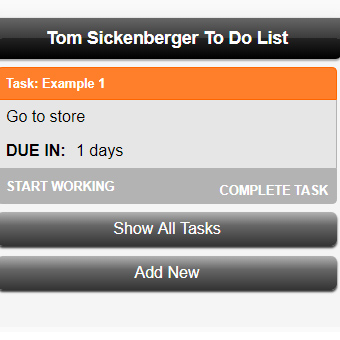 Tom Sickenberger To Do List
Task: Example 1
Go to store
DUE IN: 1 days
START WORKING COMPLETE TASK
Show All Tasks
Add New